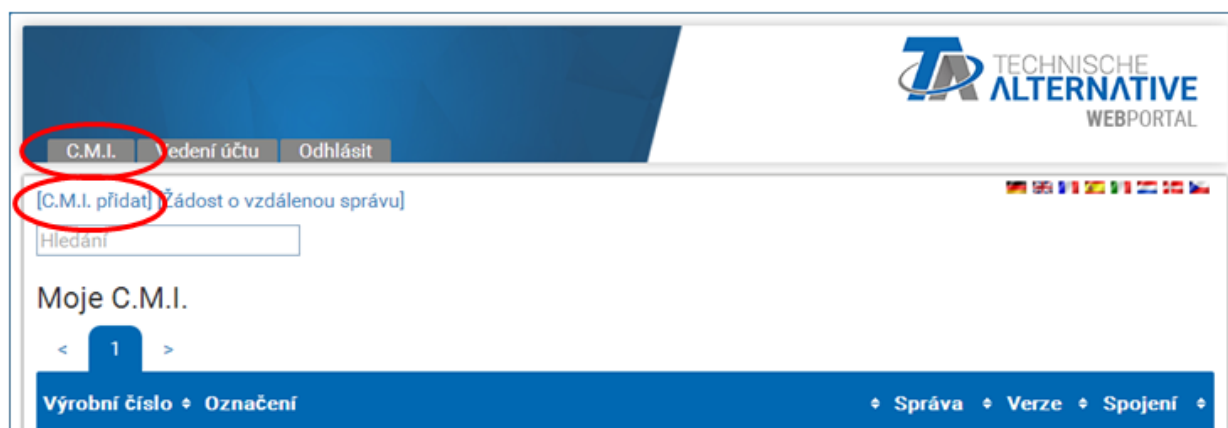 TECHNISCHE
ALTERNATIVE
WEBPORTAL
C.M.I. Vedení účtu Odhlásit
[C.M.I. přidat] [Žádost o vzdálenou správu]
Hledání
Moje C.M.I.
< 1 >
Výrobní číslo Označení Správa Verze Spojení